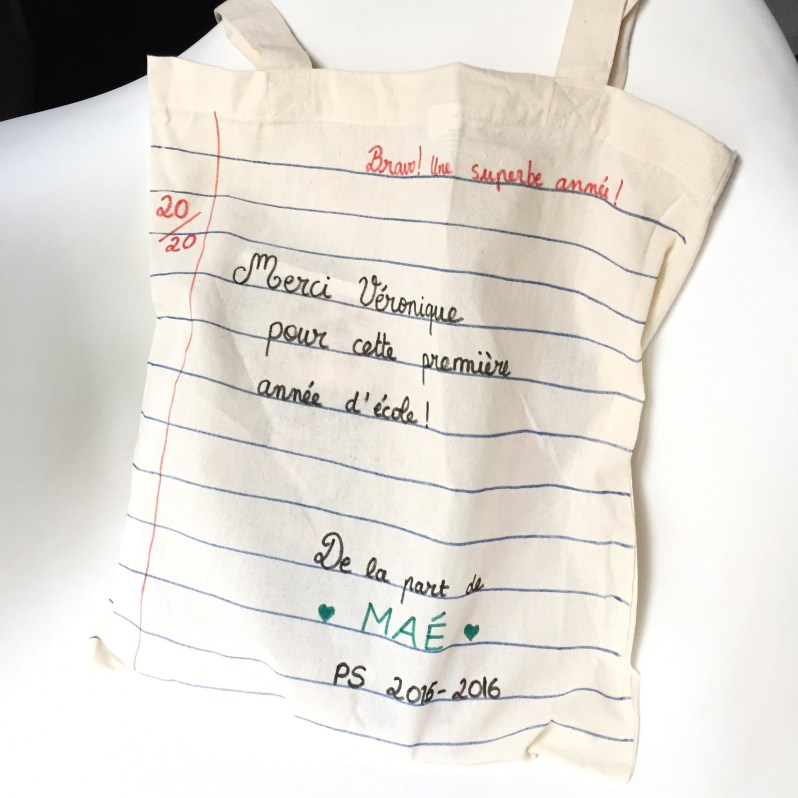 Bravo! Une superbe année!
20/20
Merci Véronique
pour cette première
année d'école!
De la part de
♥ MAÉ ♥
PS 2015-2016